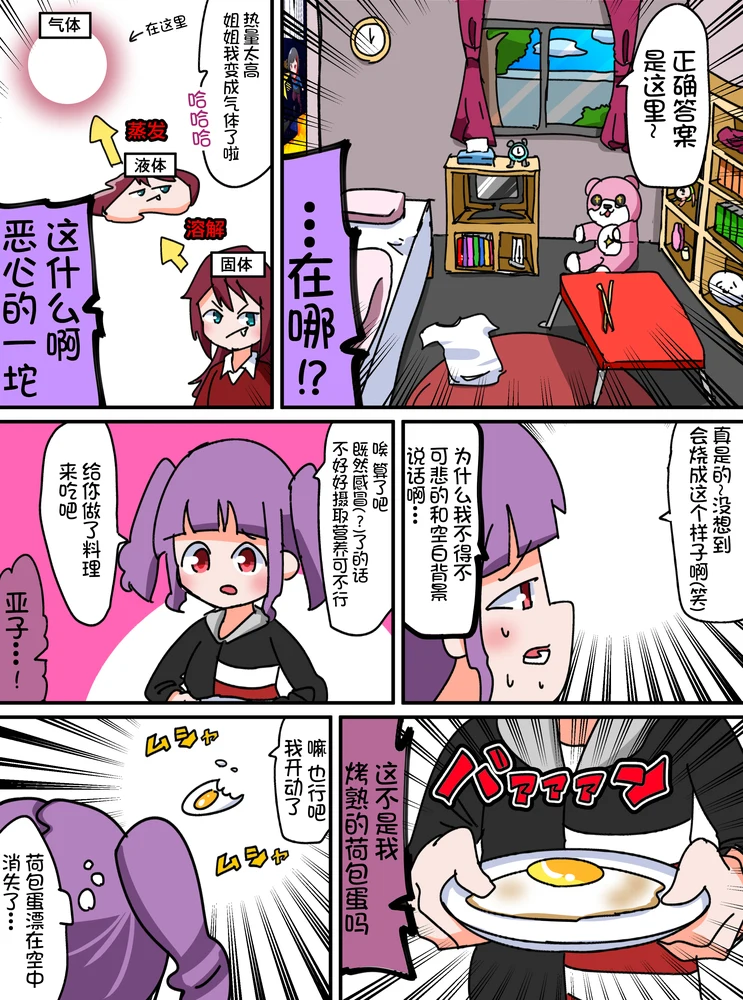 正确答案
是这里~
…在哪!?
热量太高
姐姐我变成气体了啦
哈哈哈
在这里
气体
蒸发
液体
溶解
固体
这什么啊
恶心的一坨
真是的~没想到
会烧成这个样子啊(笑)
为什么我不得不
可悲的和空白背景
说话啊…
唉 算了吧
既然感冒(?)了的话
不好好摄取营养可不行
给你做了料理
来吃吧
亚子…!
バァァァン
这不是我
烤熟的荷包蛋吗
嘛 也行吧
我开动了
ムシャ
ムシャ
荷包蛋漂在空中
消失了…